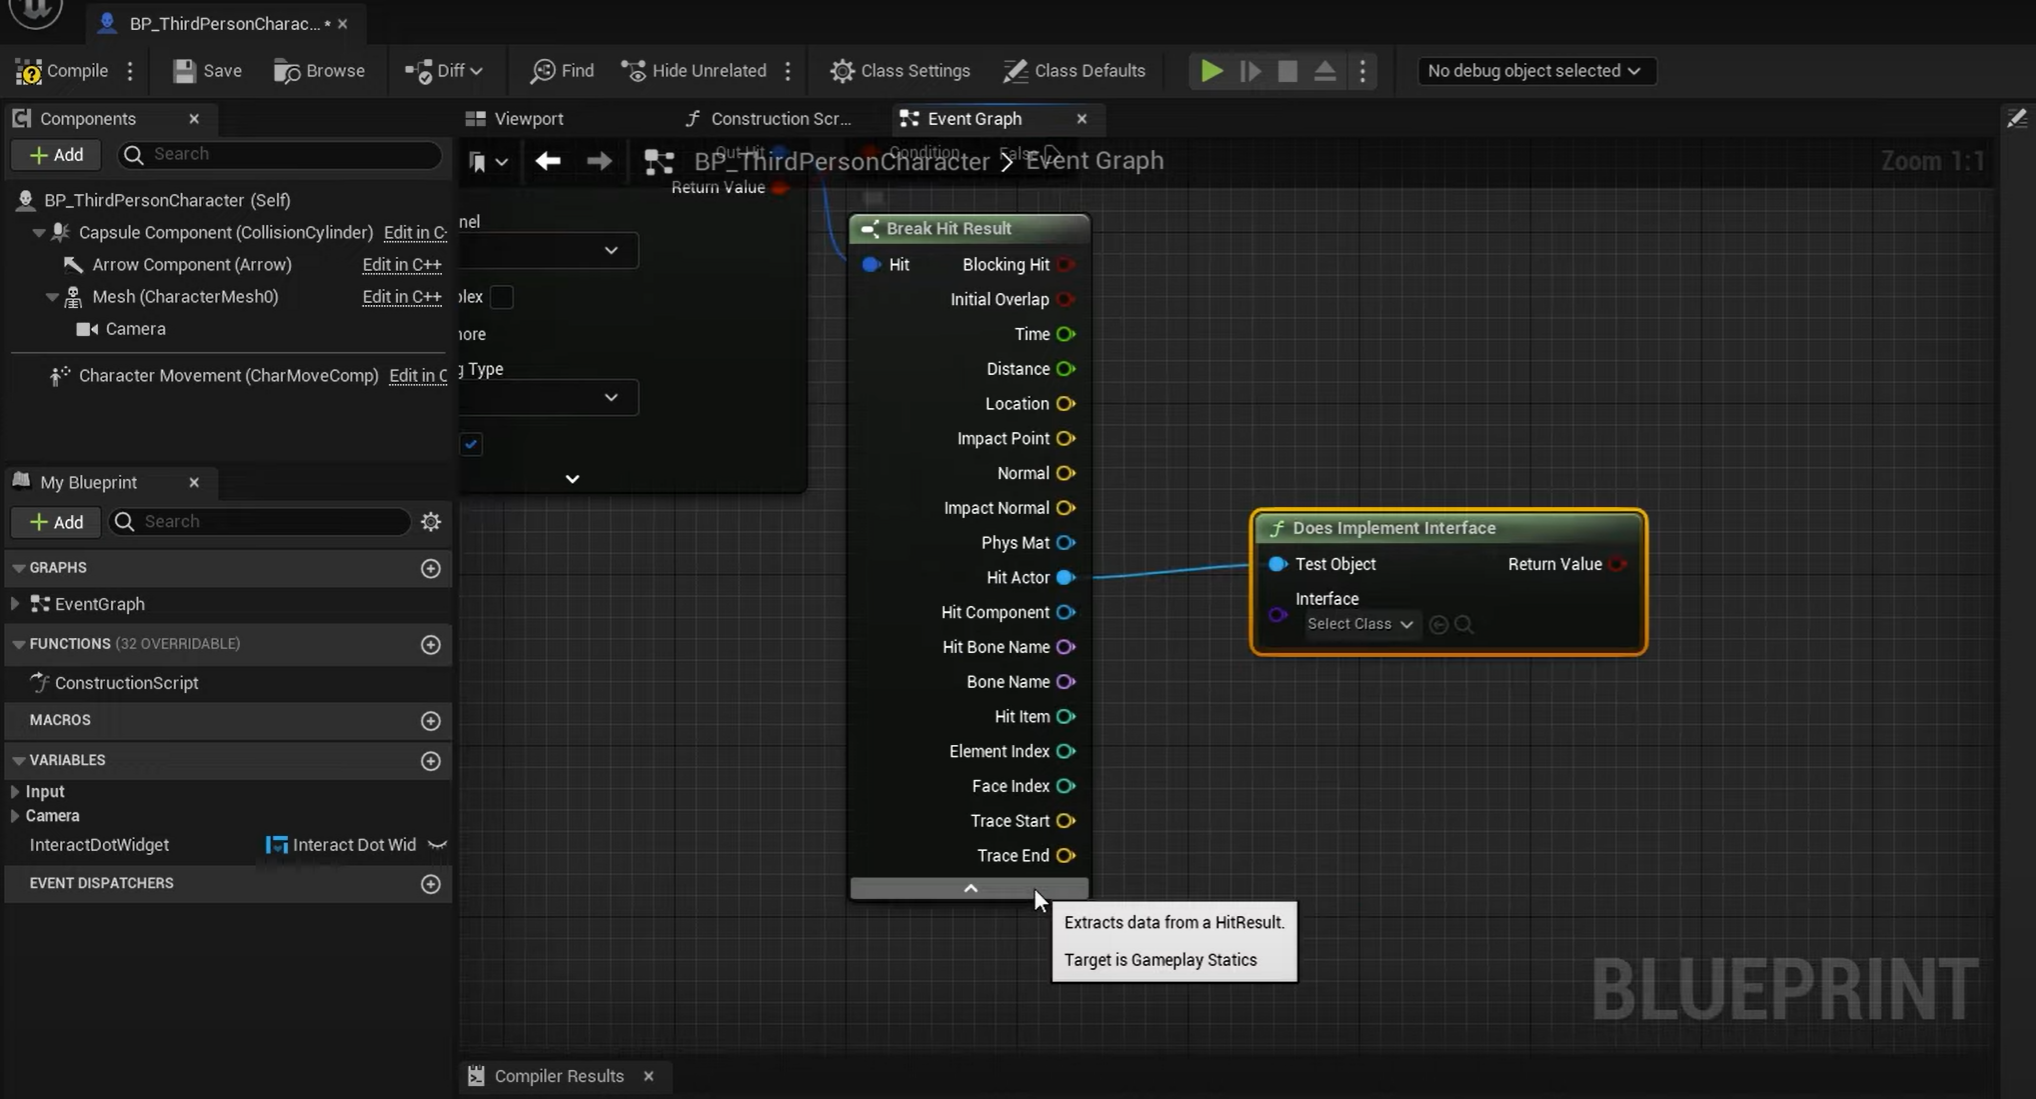 BP_ThirdPersonCharac... *
Compile
Save
Browse
Diff
Find
Hide Unrelated
Class Settings
Class Defaults
No debug object selected
Components
Add
Search
BP_ThirdPersonCharacter (Self)
Capsule Component (CollisionCylinder)
Edit in C
Arrow Component (Arrow)
Edit in C++
Mesh (CharacterMesh0)
Edit in C++
Camera
Character Movement (CharMoveComp)
Edit in C
My Blueprint
Add
Search
GRAPHS
EventGraph
FUNCTIONS (32 OVERRIDABLE)
ConstructionScript
MACROS
VARIABLES
Input
Camera
InteractDotWidget
Interact Dot Wid
EVENT DISPATCHERS
Viewport
Construction Scr...
Event Graph
BP_ThirdPersonCharacter > Event Graph
Zoom 1:1
Out Hit
Condition
False
Return Value
nel
plex
nore
g Type
Break Hit Result
Hit
Blocking Hit
Initial Overlap
Time
Distance
Location
Impact Point
Normal
Impact Normal
Phys Mat
Hit Actor
Hit Component
Hit Bone Name
Bone Name
Hit Item
Element Index
Face Index
Trace Start
Trace End
Does Implement Interface
Test Object
Return Value
Interface
Select Class
Extracts data from a HitResult.
Target is Gameplay Statics
BLUEPRINT
Compiler Results